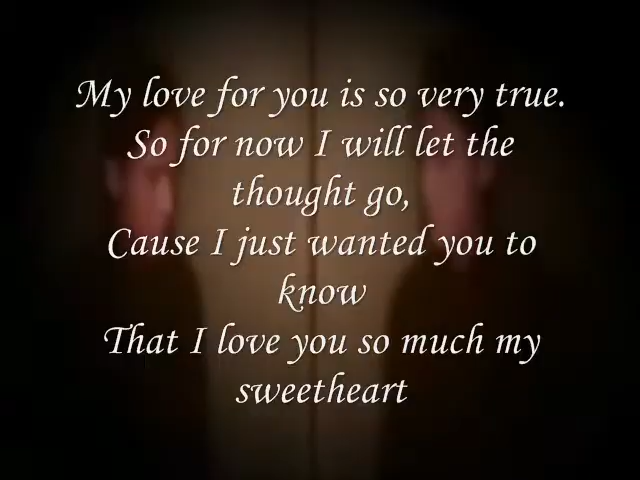 My love for you is so very true.
So for now I will let the
thought go,
Cause I just wanted you to
know
That I love you so much my
sweetheart